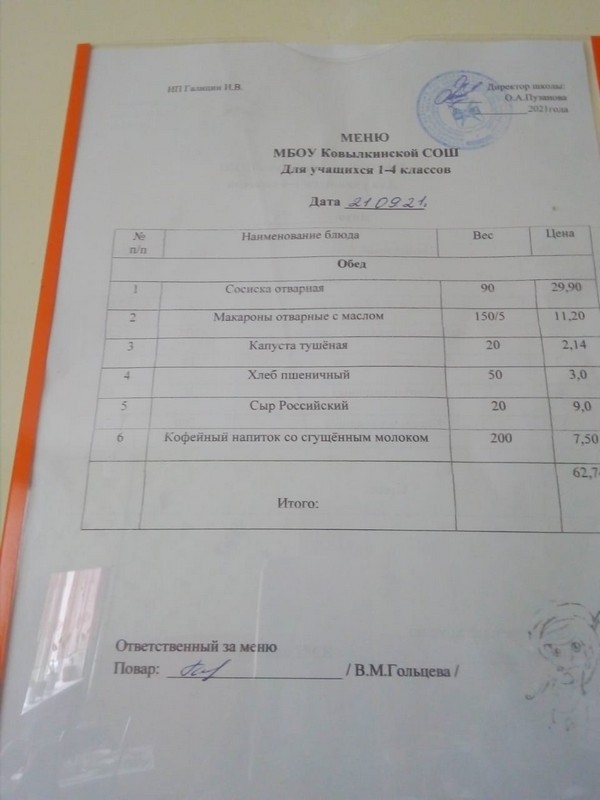 ИП Галицин Н.В.
Директор школы:
О.А.Пузанова
2021года
МЕНЮ
МБОУ Ковылкинской СОШ
Для учащихся 1-4 классов
Дата 21.09.21.
№ п/п Наименование блюда Вес Цена
Обед
1 Сосиска отварная 90 29,90
2 Макароны отварные с маслом 150/5 11,20
3 Капуста тушёная 20 2,14
4 Хлеб пшеничный 50 3,0
5 Сыр Российский 20 9,0
6 Кофейный напиток со сгущённым молоком 200 7,50
Итого: 62,7
Ответственный за меню
Повар: / В.М.Гольцева /